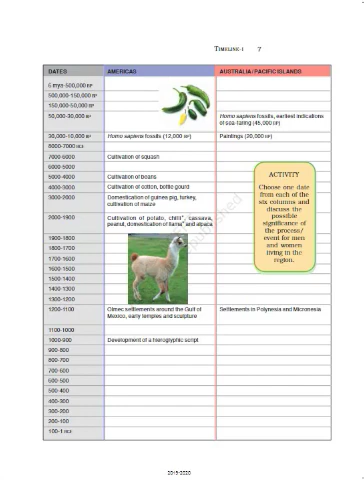 TIMELINE-I 7
DATES AMERICAS AUSTRALIA/PACIFIC ISLANDS
6 mya-500,000 BP
500,000-150,000 BP
150,000-50,000 BP
50,000-30,000 BP Homo sapiens fossils, earliest indications
of sea-faring (45,000 BP)
30,000-10,000 BP Homo sapiens fossils (12,000 BP) Paintings (20,000 BP)
8000-7000 BCE
7000-6000 Cultivation of squash
6000-5000
5000-4000 Cultivation of beans
4000-3000 Cultivation of cotton, bottle gourd
3000-2000 Domestication of guinea pig, turkey,
cultivation of maize
2000-1900 Cultivation of potato, chilli*, cassava,
peanut, domestication of llama* and alpaca
1900-1800
1800-1700
1700-1600
1600-1500
1500-1400
1400-1300
1300-1200
1200-1100 Olmec settlements around the Gulf of Settlements in Polynesia and Micronesia
Mexico, early temples and sculpture
1100-1000
1000-900 Development of a hieroglyphic script
900-800
800-700
700-600
600-500
500-400
400-300
300-200
200-100
100-1 BCE
ACTIVITY
Choose one date
from each of the
six columns and
discuss the
possible
significance of
the process/
event for men
and women
living in the
region.
2019-2020